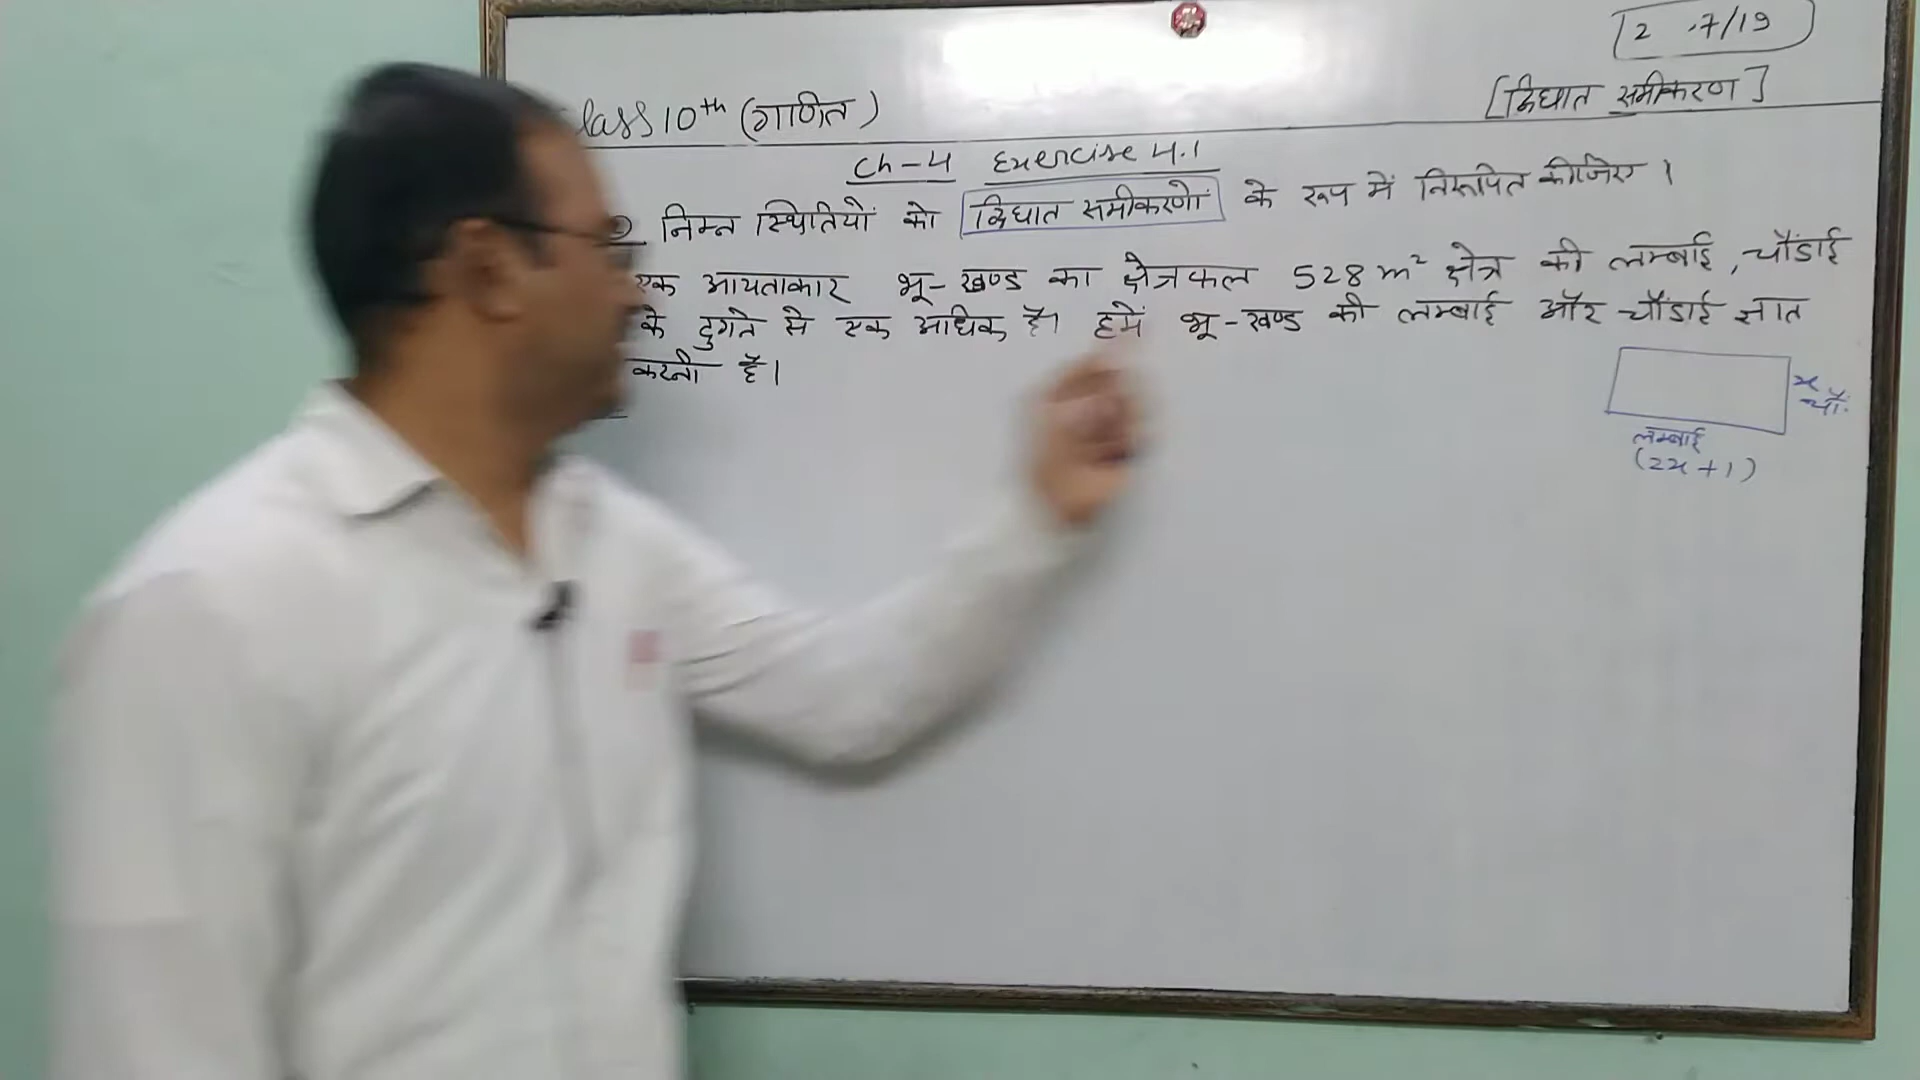 2 .7/19
lass 10th (गणित)
[द्विघात समीकरण]
Ch-4 Exercise 4.1
निम्न स्थितियों को द्विघात समीकरणों के रूप में निरूपित कीजिए।
एक आयताकार भू-खण्ड का क्षेत्रफल 528 m² क्षेत्र की लम्बाई, चौंडाई
के दुगने से एक अधिक है। हमें भू-खण्ड की लम्बाई और चौंडाई ज्ञात
करनी है।
x
चौ.
लम्बाई
(2x+1)